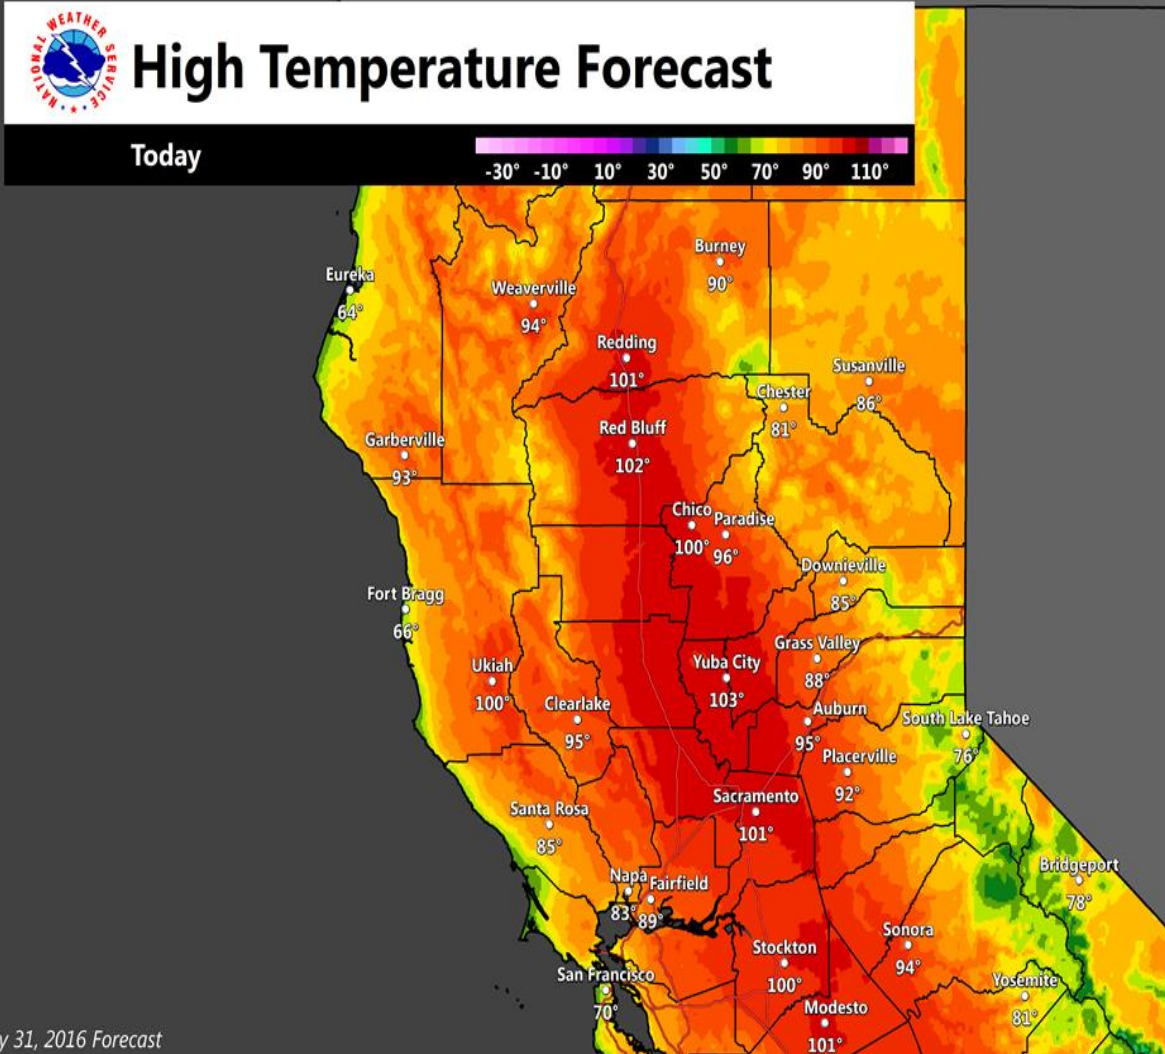 NATIONAL WEATHER SERVICE
High Temperature Forecast
Today
-30° -10° 10° 30° 50° 70° 90° 110°
Burney
90°
Eureka
64°
Weaverville
94°
Redding
101°
Susanville
86°
Chester
81°
Red Bluff
102°
Garberville
93°
Chico
100°
Paradise
96°
Downieville
85°
Fort Bragg
66°
Grass Valley
88°
Ukiah
100°
Yuba City
103°
Clearlake
95°
Auburn
95°
South Lake Tahoe
76°
Placerville
92°
Sacramento
101°
Santa Rosa
85°
Bridgeport
78°
Napa
83°
Fairfield
89°
Sonora
94°
Stockton
100°
San Francisco
70°
Yosemite
81°
Modesto
101°
y 31, 2016 Forecast